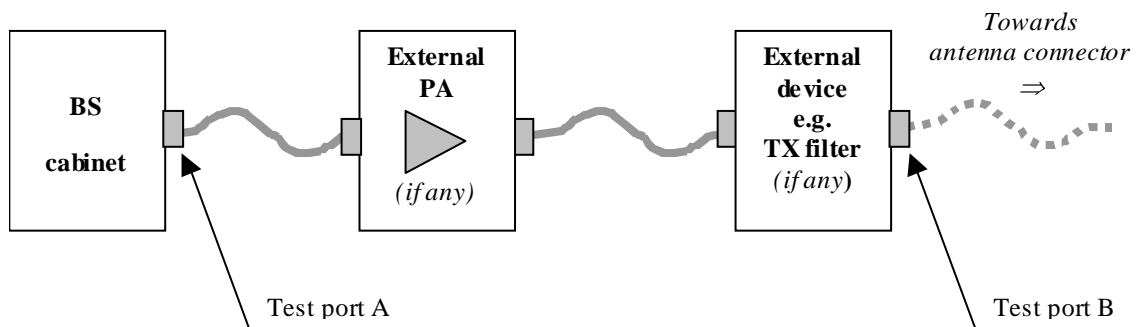 BS
cabinet
External
PA
(if any)
External
device
e.g.
TX filter
(if any)
Towards
antenna connector
⇒
Test port A
Test port B